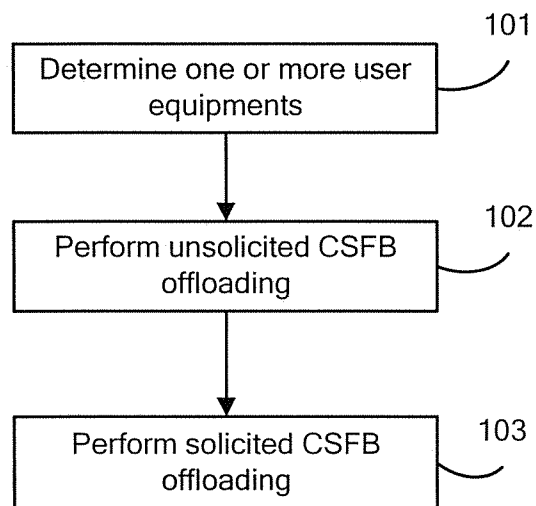 101
Determine one or more user
equipments
102
Perform unsolicited CSFB
offloading
103
Perform solicited CSFB
offloading